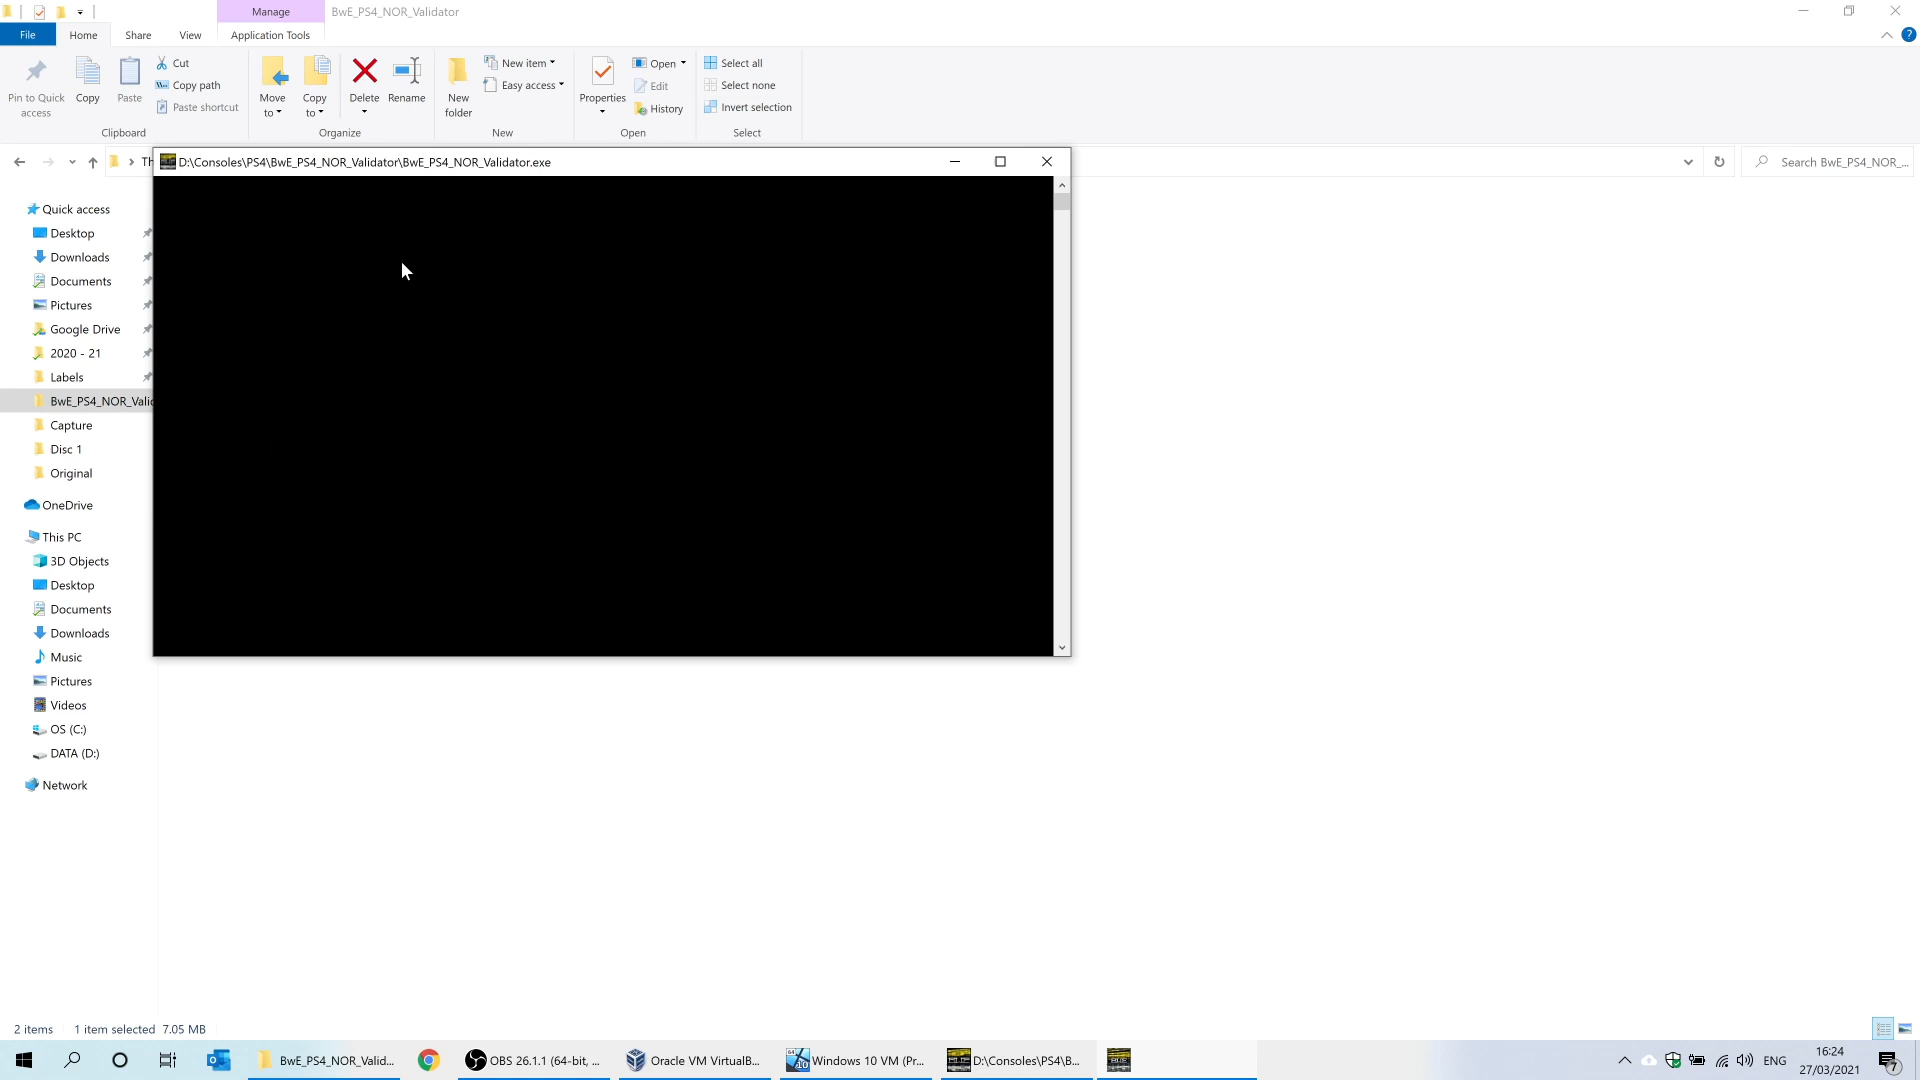 Manage
BwE_PS4_NOR_Validator
File
Home
Share
View
Application Tools
Pin to Quick access
Copy
Paste
Cut
Copy path
Paste shortcut
Clipboard
Move to
Copy to
Delete
Rename
Organize
New folder
New item
Easy access
New
Properties
Open
Edit
History
Open
Select all
Select none
Invert selection
Select
Th
D:\Consoles\PS4\BwE_PS4_NOR_Validator\BwE_PS4_NOR_Validator.exe
Search BwE_PS4_NOR_...
Quick access
Desktop
Downloads
Documents
Pictures
Google Drive
2020 - 21
Labels
BwE_PS4_NOR_Valid
Capture
Disc 1
Original
OneDrive
This PC
3D Objects
Desktop
Documents
Downloads
Music
Pictures
Videos
OS (C:)
DATA (D:)
Network
2 items
1 item selected 7.05 MB
BwE_PS4_NOR_Valid...
OBS 26.1.1 (64-bit, ...
Oracle VM VirtualB...
Windows 10 VM (Pr...
D:\Consoles\PS4\B...
ENG
16:24
27/03/2021
7